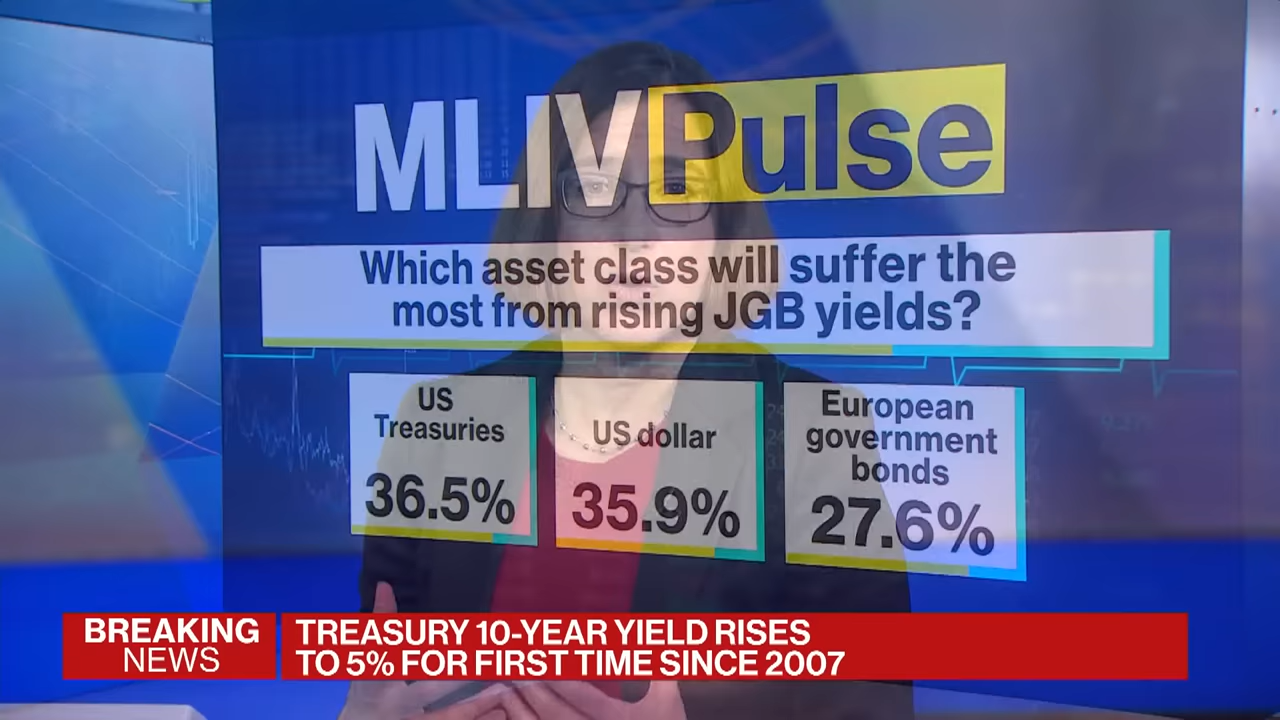 MLIV Pulse
Which asset class will suffer the
most from rising JGB yields?
US
Treasuries
36.5%
US dollar
35.9%
European
government
bonds
27.6%
BREAKING
NEWS
TREASURY 10-YEAR YIELD RISES
TO 5% FOR FIRST TIME SINCE 2007